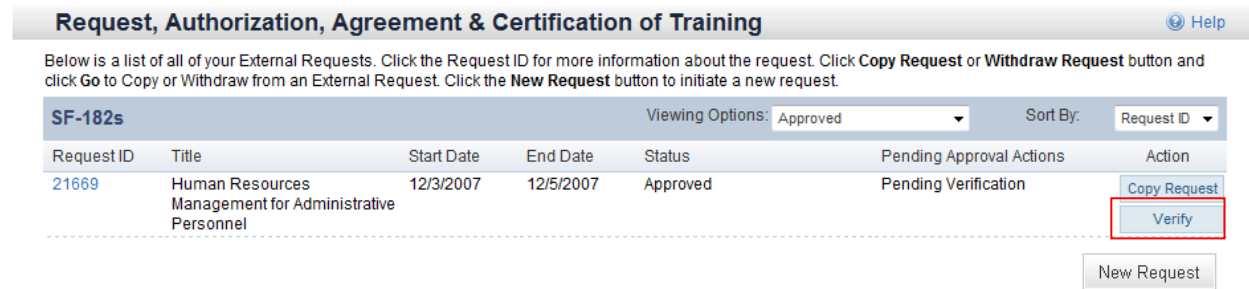 Request, Authorization, Agreement & Certification of Training
Help
Below is a list of all of your External Requests. Click the Request ID for more information about the request. Click Copy Request or Withdraw Request button and
click Go to Copy or Withdraw from an External Request. Click the New Request button to initiate a new request.
SF-182s Viewing Options: Approved Sort By: Request ID
Request ID Title Start Date End Date Status Pending Approval Actions Action
21669 Human Resources 12/3/2007 12/5/2007 Approved Pending Verification Copy Request
Management for Administrative
Personnel
Verify
New Request